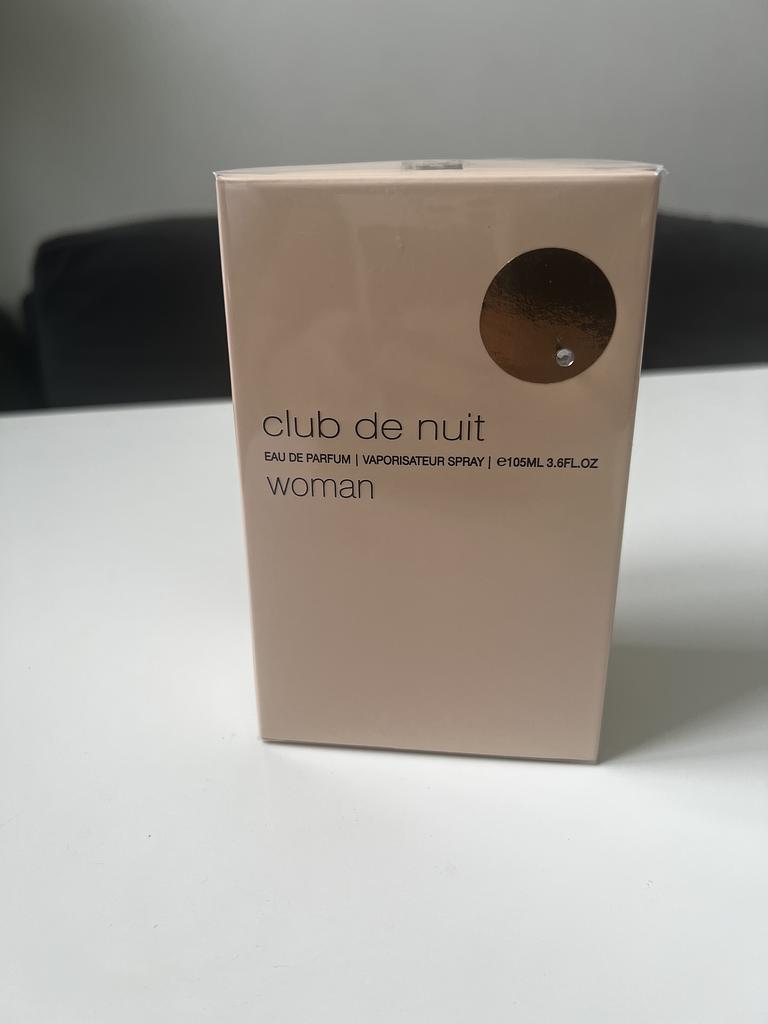 club de nuit
EAU DE PARFUM | VAPORISATEUR SPRAY | ℮105ML 3.6FL.OZ
woman